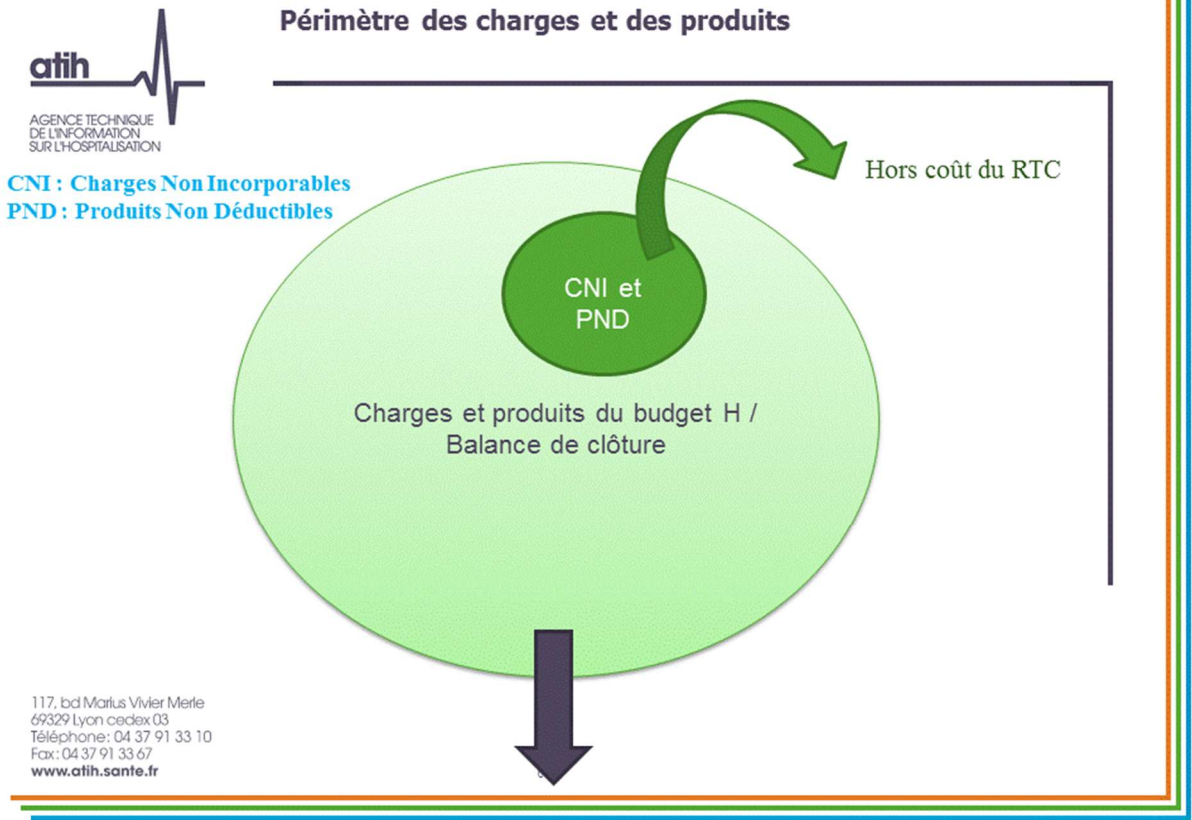 Périmètre des charges et des produits
atih
AGENCE TECHNIQUE
DE L'INFORMATION
SUR L'HOSPITALISATION
CNI : Charges Non Incorporables
PND : Produits Non Déductibles
Hors coût du RTC
CNI et
PND
Charges et produits du budget H /
Balance de clôture
117, bd Marius Vivier Merle
69329 Lyon cedex 03
Téléphone : 04 37 91 33 10
Fax : 04 37 91 33 67
www.atih.sante.fr